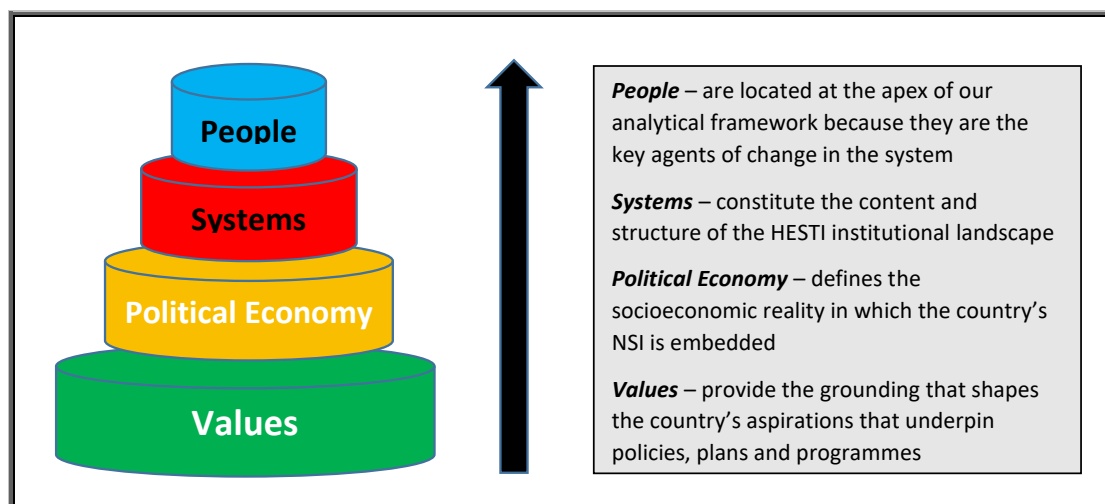 People
Systems
Political Economy
Values
People – are located at the apex of our
analytical framework because they are the
key agents of change in the system
Systems – constitute the content and
structure of the HESTI institutional landscape
Political Economy – defines the
socioeconomic reality in which the country’s
NSI is embedded
Values – provide the grounding that shapes
the country’s aspirations that underpin
policies, plans and programmes